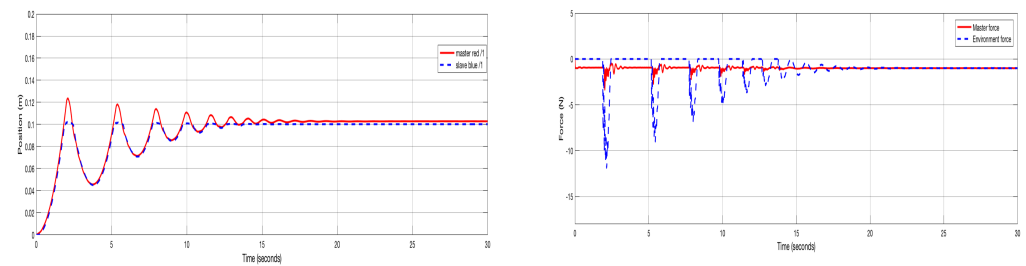 0.2
0.18
0.16
0.14
0.12
0.1
0.08
0.06
0.04
0.02
0
Position (m)
0 5 10 15 20 25 30
Time (seconds)
master red /1
slave blue /1
5
0
-5
-10
-15
Force (N)
0 5 10 15 20 25 30
Time (seconds)
Master force
Environment force